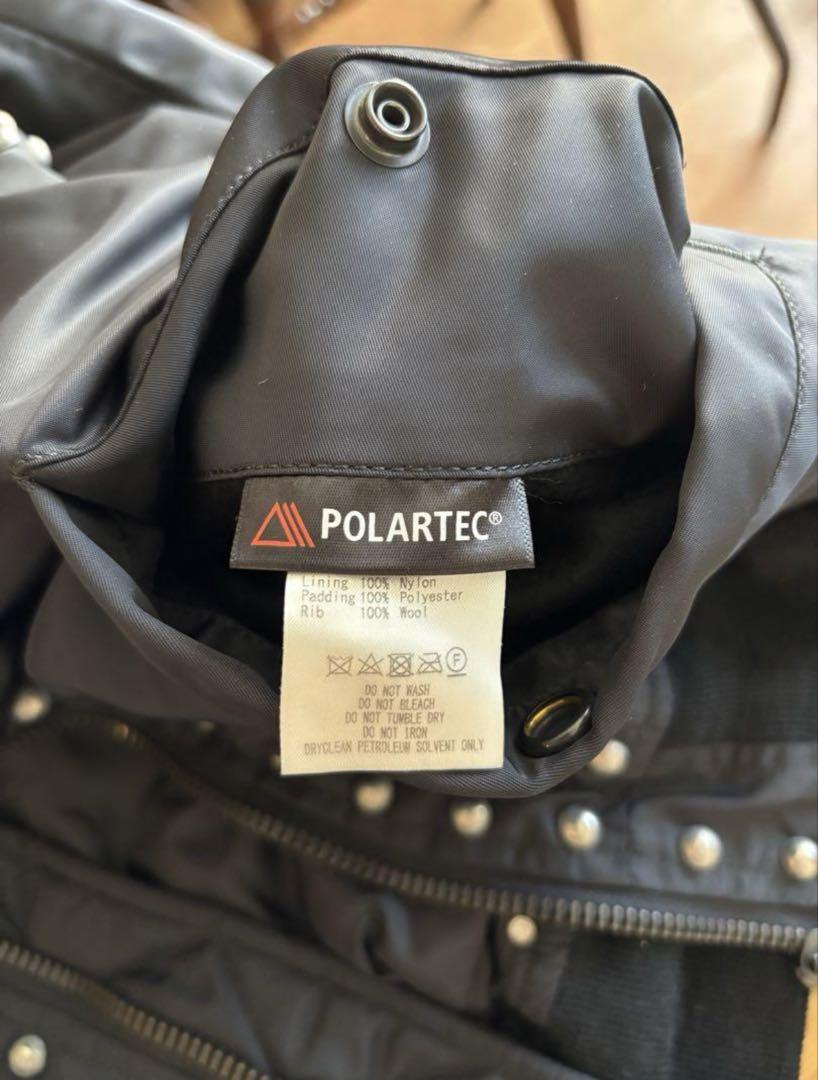 POLARTEC®
Lining 100% Nylon
Padding 100% Polyester
Rib 100% Wool
F
DO NOT WASH
DO NOT BLEACH
DO NOT TUMBLE DRY
DO NOT IRON
DRYCLEAN PETROLEUM SOLVENT ONLY